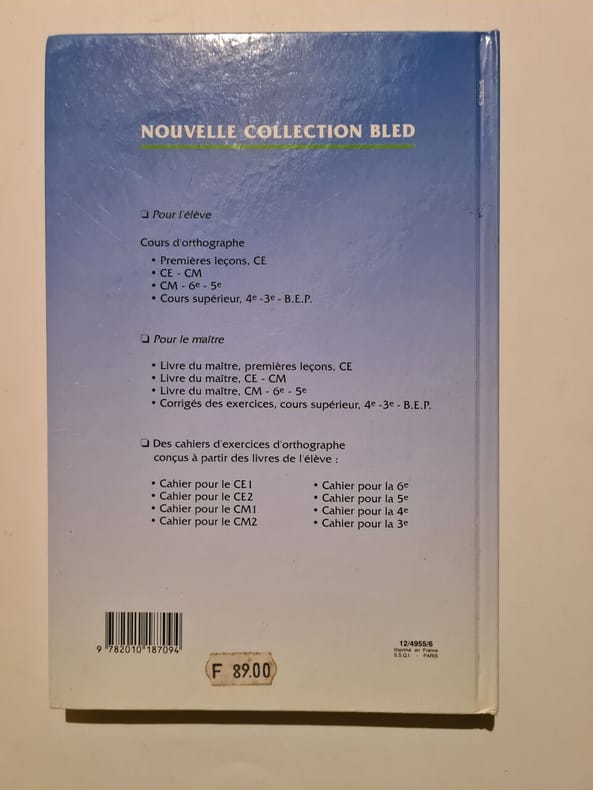 NOUVELLE COLLECTION BLED
❏ Pour l'élève
Cours d'orthographe
• Premières leçons, CE
• CE - CM
• CM - 6e - 5e
• Cours supérieur, 4e -3e - B.E.P.
❏ Pour le maître
• Livre du maître, premières leçons, CE
• Livre du maître, CE - CM
• Livre du maître, CM - 6e - 5e
• Corrigés des exercices, cours supérieur, 4e -3e - B.E.P.
❏ Des cahiers d'exercices d'orthographe
conçus à partir des livres de l'élève :
• Cahier pour le CE1
• Cahier pour le CE2
• Cahier pour le CM1
• Cahier pour le CM2
• Cahier pour la 6e
• Cahier pour la 5e
• Cahier pour la 4e
• Cahier pour la 3e
9 782010 187094
F 89.00
12/4955/6
Imprimé en France
S.S.Q.I. - PARIS